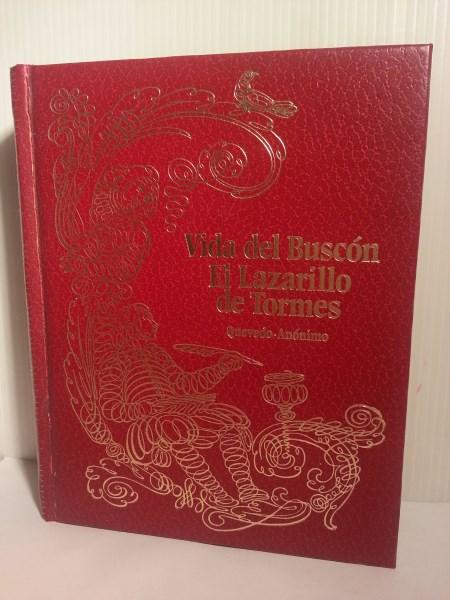 Vida del Buscón
El Lazarillo
de Tormes
Quevedo-Anónimo